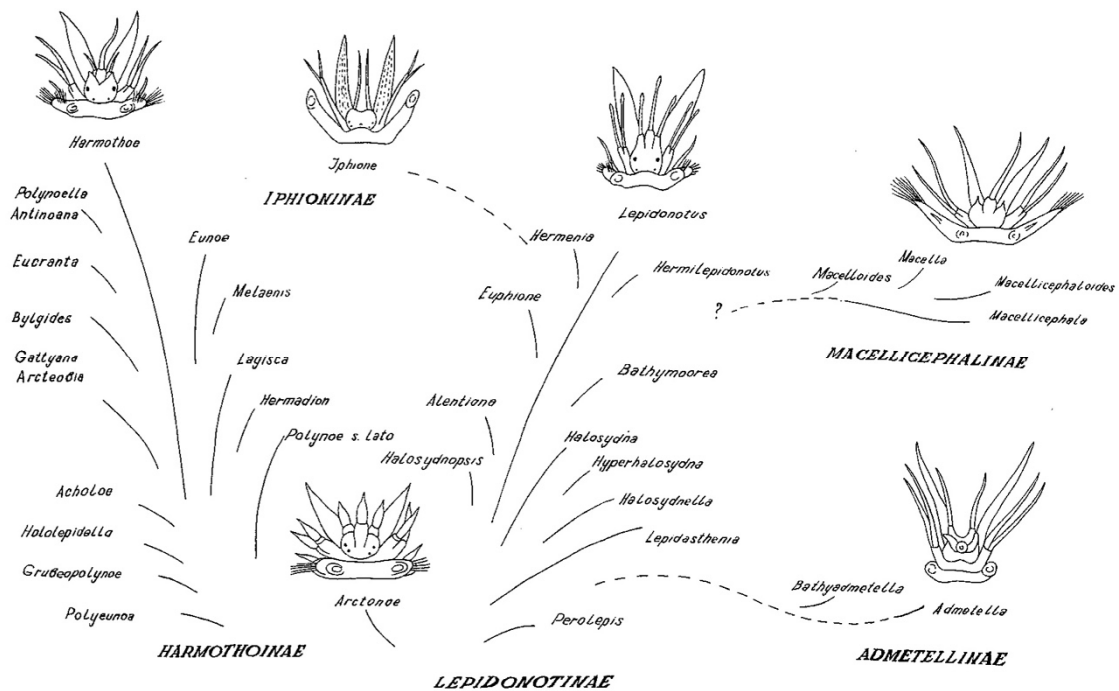 Harmothoe
Iphione
IPHIONINAE
Lepidonotus
Polynoella
Antinoana
Eunoe
Hermenia
Macella
Eucranta
Hermilepidonotus
Macelloides
Macellicephaloides
Melaenis
Euphione
?
Macellicephala
Bylgides
MACELLICEPHALINAE
Gattyana
Arcteobia
Lagisca
Bathymoorea
Hermadion
Alentiana
Polynoe s. lato
Halosydna
Halosydnopsis
Hyperhalosydna
Acholoe
Halosydnella
Hololepidella
Lepidasthenia
Grubeopolynoe
Bathyadmetella
Arctonoe
Admetella
Polyeunoa
Perolepis
HARMOTHOINAE
ADMETELLINAE
LEPIDONOTINAE